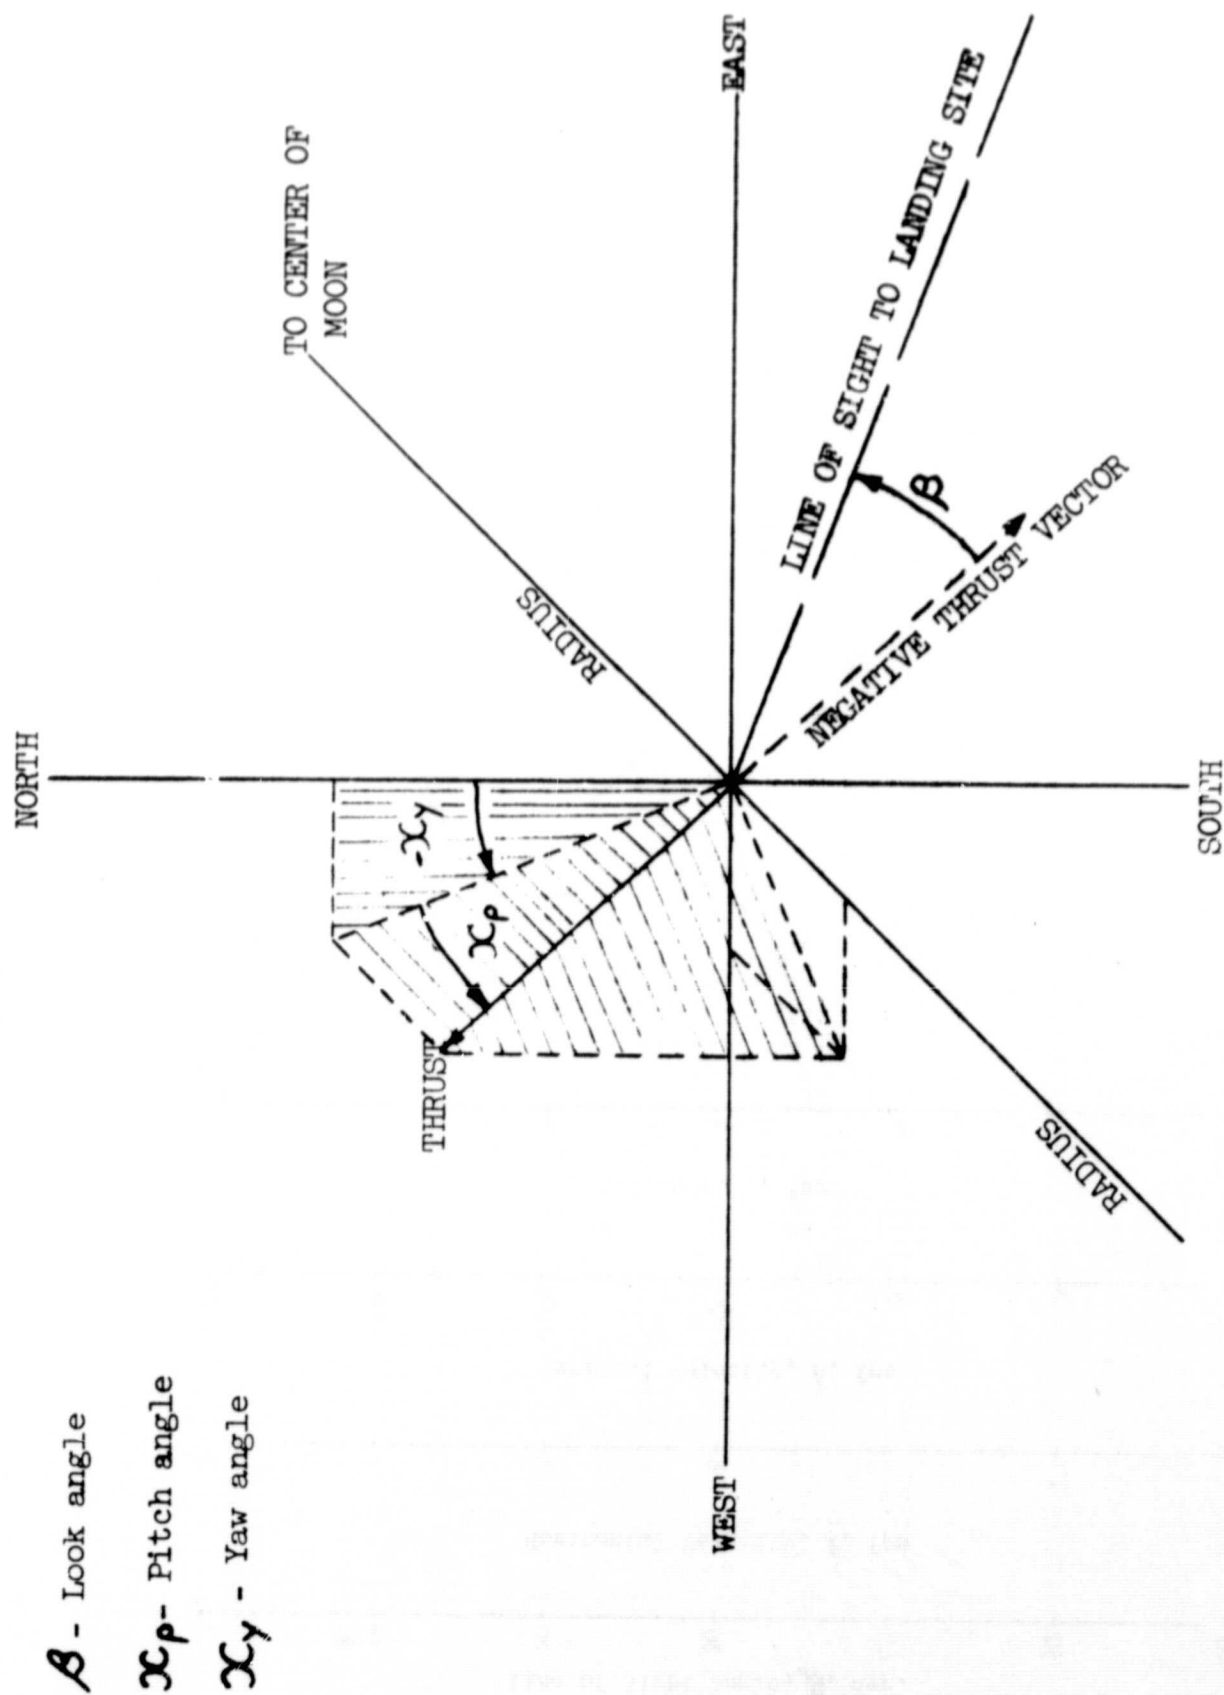 β - Look angle
χp - Pitch angle
χy - Yaw angle
NORTH
TO CENTER OF
MOON
RADIUS
-χy
χp
THRUST
EAST
WEST
LINE OF SIGHT TO LANDING SITE
β
NEGATIVE THRUST VECTOR
RADIUS
SOUTH